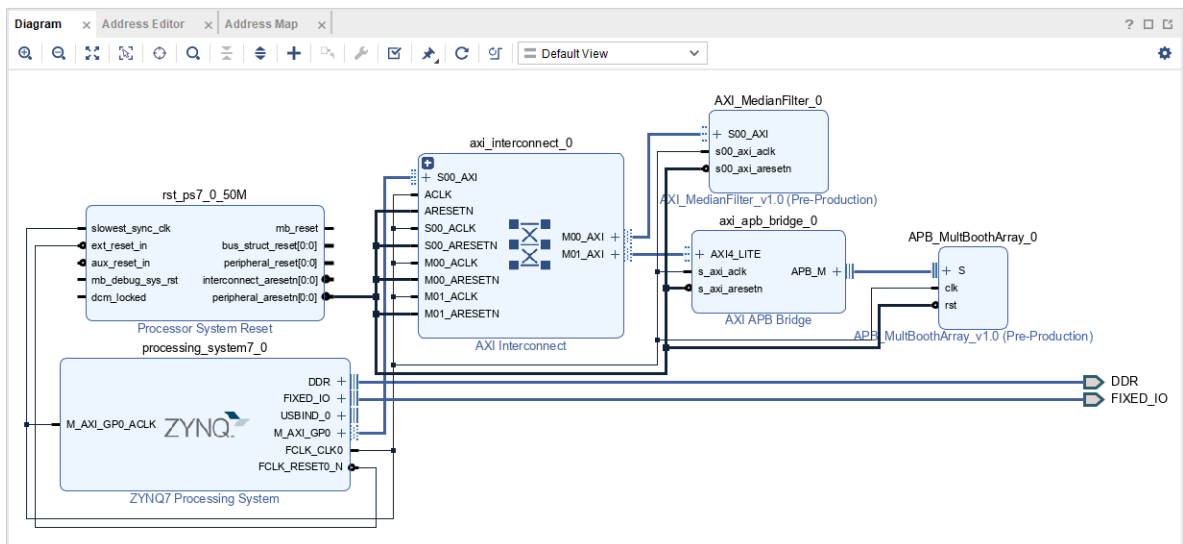 Diagram × Address Editor × Address Map ×
Default View
rst_ps7_0_50M
slowest_sync_clk
ext_reset_in
aux_reset_in
mb_debug_sys_rst
dcm_locked
mb_reset
bus_struct_reset[0:0]
peripheral_reset[0:0]
interconnect_aresetn[0:0]
peripheral_aresetn[0:0]
Processor System Reset
processing_system7_0
M_AXI_GP0_ACLK
ZYNQ
DDR
FIXED_IO
USBIND_0
M_AXI_GP0
FCLK_CLK0
FCLK_RESET0_N
ZYNQ7 Processing System
axi_interconnect_0
S00_AXI
ACLK
ARESETN
S00_ACLK
S00_ARESETN
M00_ACLK
M00_ARESETN
M01_ACLK
M01_ARESETN
M00_AXI
M01_AXI
AXI Interconnect
AXI_MedianFilter_0
S00_AXI
s00_axi_aclk
s00_axi_aresetn
AXI_MedianFilter_v1.0 (Pre-Production)
axi_apb_bridge_0
AXI4_LITE
s_axi_aclk
s_axi_aresetn
APB_M
AXI APB Bridge
APB_MultBoothArray_0
S
clk
rst
APB_MultBoothArray_v1.0 (Pre-Production)
DDR
FIXED_IO